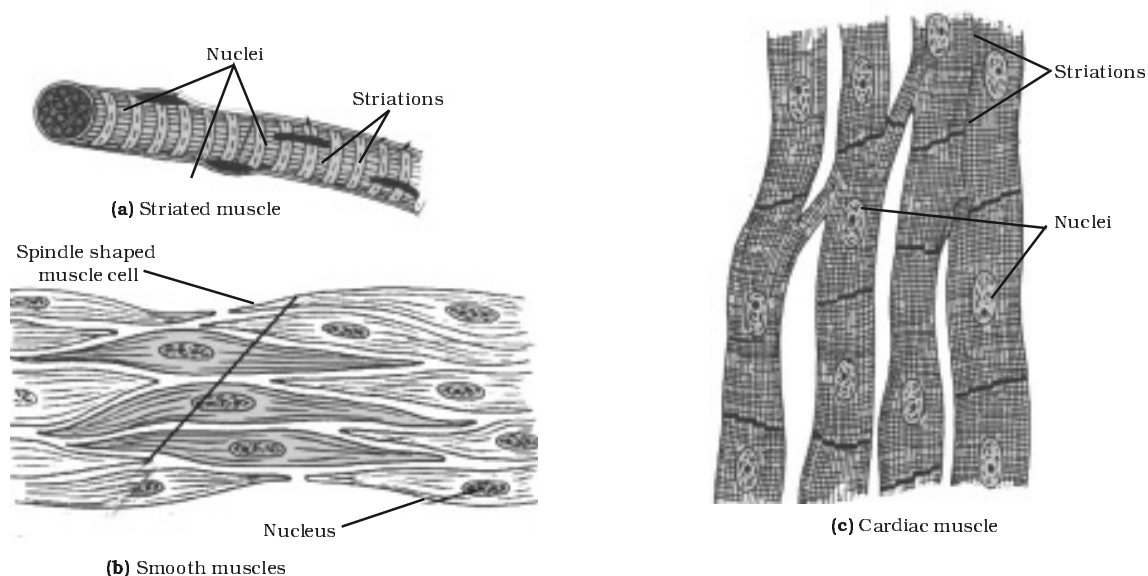 Nuclei
Striations
(a) Striated muscle
Spindle shaped
muscle cell
Nucleus
(b) Smooth muscles
Striations
Nuclei
(c) Cardiac muscle